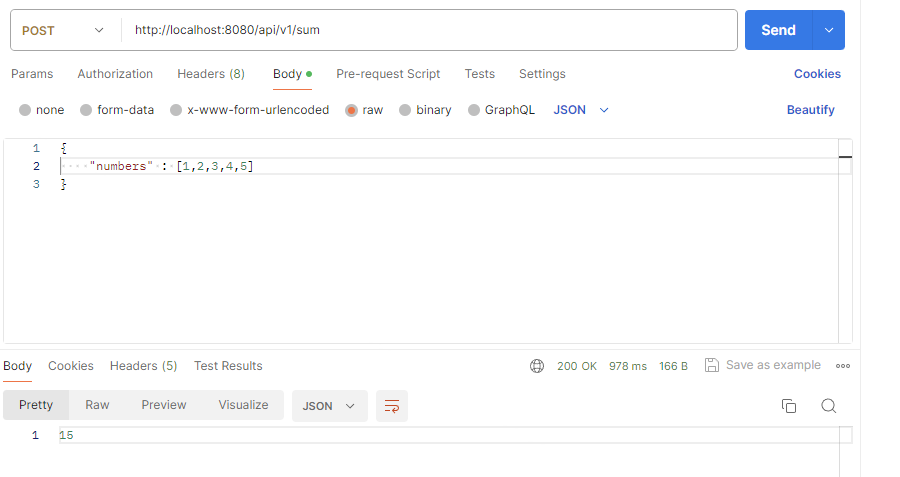 POST http://localhost:8080/api/v1/sum Send
Params Authorization Headers (8) Body Pre-request Script Tests Settings Cookies
none form-data x-www-form-urlencoded raw binary GraphQL JSON Beautify
1 {
2 "numbers" : [1,2,3,4,5]
3 }
Body Cookies Headers (5) Test Results 200 OK 978 ms 166 B Save as example
Pretty Raw Preview Visualize JSON
1 15